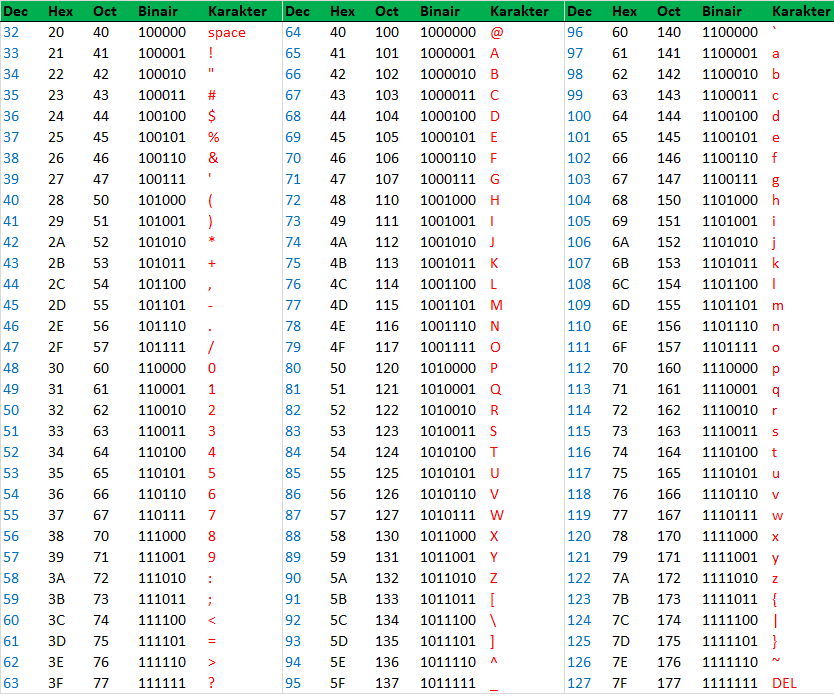 Dec Hex Oct Binair Karakter Dec Hex Oct Binair Karakter Dec Hex Oct Binair Karakter
32 20 40 100000 space 64 40 100 1000000 @ 96 60 140 1100000 `
33 21 41 100001 ! 65 41 101 1000001 A 97 61 141 1100001 a
34 22 42 100010 " 66 42 102 1000010 B 98 62 142 1100010 b
35 23 43 100011 # 67 43 103 1000011 C 99 63 143 1100011 c
36 24 44 100100 $ 68 44 104 1000100 D 100 64 144 1100100 d
37 25 45 100101 % 69 45 105 1000101 E 101 65 145 1100101 e
38 26 46 100110 & 70 46 106 1000110 F 102 66 146 1100110 f
39 27 47 100111 ' 71 47 107 1000111 G 103 67 147 1100111 g
40 28 50 101000 ( 72 48 110 1001000 H 104 68 150 1101000 h
41 29 51 101001 ) 73 49 111 1001001 I 105 69 151 1101001 i
42 2A 52 101010 * 74 4A 112 1001010 J 106 6A 152 1101010 j
43 2B 53 101011 + 75 4B 113 1001011 K 107 6B 153 1101011 k
44 2C 54 101100 , 76 4C 114 1001100 L 108 6C 154 1101100 l
45 2D 55 101101 - 77 4D 115 1001101 M 109 6D 155 1101101 m
46 2E 56 101110 . 78 4E 116 1001110 N 110 6E 156 1101110 n
47 2F 57 101111 / 79 4F 117 1001111 O 111 6F 157 1101111 o
48 30 60 110000 0 80 50 120 1010000 P 112 70 160 1110000 p
49 31 61 110001 1 81 51 121 1010001 Q 113 71 161 1110001 q
50 32 62 110010 2 82 52 122 1010010 R 114 72 162 1110010 r
51 33 63 110011 3 83 53 123 1010011 S 115 73 163 1110011 s
52 34 64 110100 4 84 54 124 1010100 T 116 74 164 1110100 t
53 35 65 110101 5 85 55 125 1010101 U 117 75 165 1110101 u
54 36 66 110110 6 86 56 126 1010110 V 118 76 166 1110110 v
55 37 67 110111 7 87 57 127 1010111 W 119 77 167 1110111 w
56 38 70 111000 8 88 58 130 1011000 X 120 78 170 1111000 x
57 39 71 111001 9 89 59 131 1011001 Y 121 79 171 1111001 y
58 3A 72 111010 : 90 5A 132 1011010 Z 122 7A 172 1111010 z
59 3B 73 111011 ; 91 5B 133 1011011 [ 123 7B 173 1111011 {
60 3C 74 111100 < 92 5C 134 1011100 \ 124 7C 174 1111100 |
61 3D 75 111101 = 93 5D 135 1011101 ] 125 7D 175 1111101 }
62 3E 76 111110 > 94 5E 136 1011110 ^ 126 7E 176 1111110 ~
63 3F 77 111111 ? 95 5F 137 1011111 _ 127 7F 177 1111111 DEL